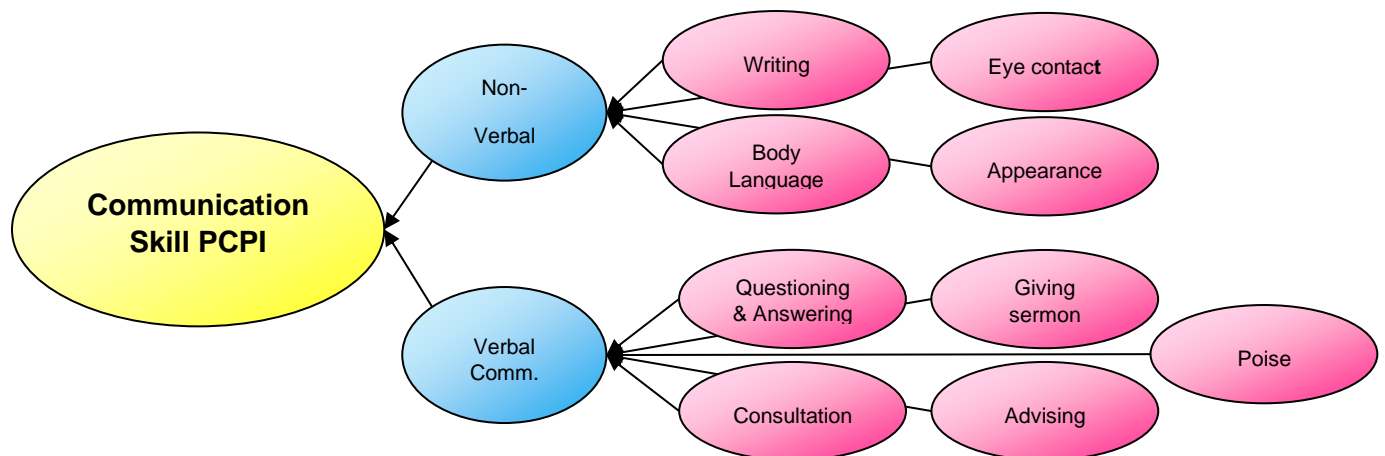 Communication
Skill PCPI
Non-
Verbal
Writing
Eye contact
Body
Language
Appearance
Verbal
Comm.
Questioning
& Answering
Giving
sermon
Poise
Consultation
Advising